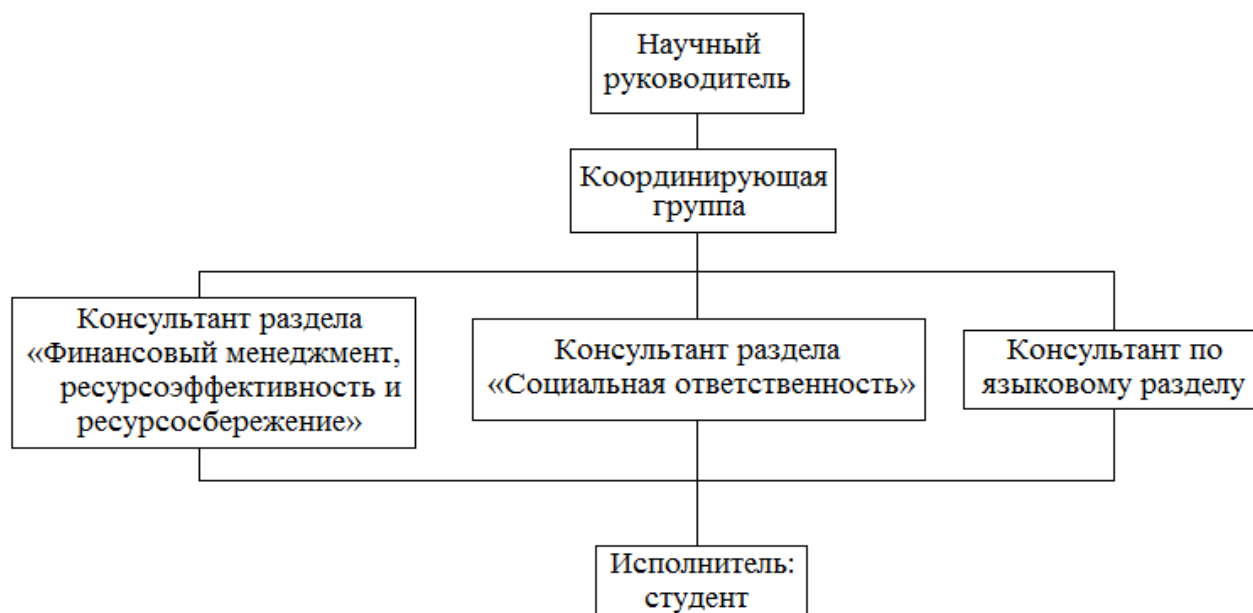 Научный
руководитель
Координирующая
группа
Консультант раздела
«Финансовый менеджмент,
ресурсоэффективность и
ресурсосбережение»
Консультант раздела
«Социальная ответственность»
Консультант по
языковому разделу
Исполнитель:
студент